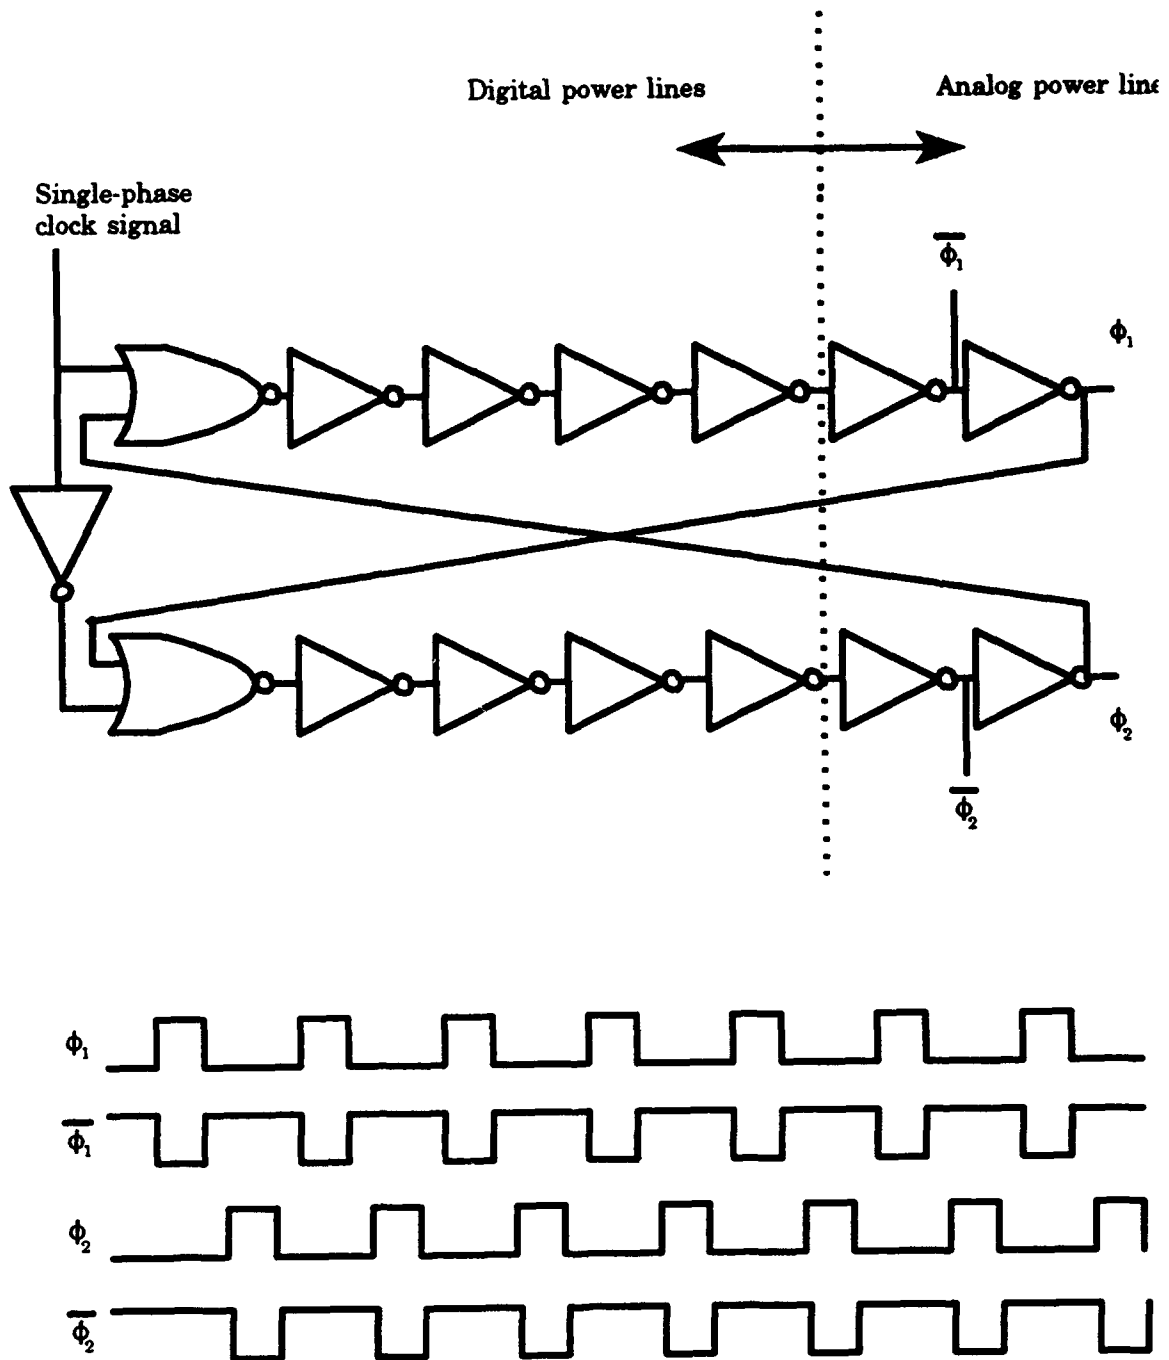 Digital power lines
Analog power line
Single-phase
clock signal
ϕ̅₁
ϕ₁
ϕ₂
ϕ̅₂
ϕ₁
ϕ̅₁
ϕ₂
ϕ̅₂